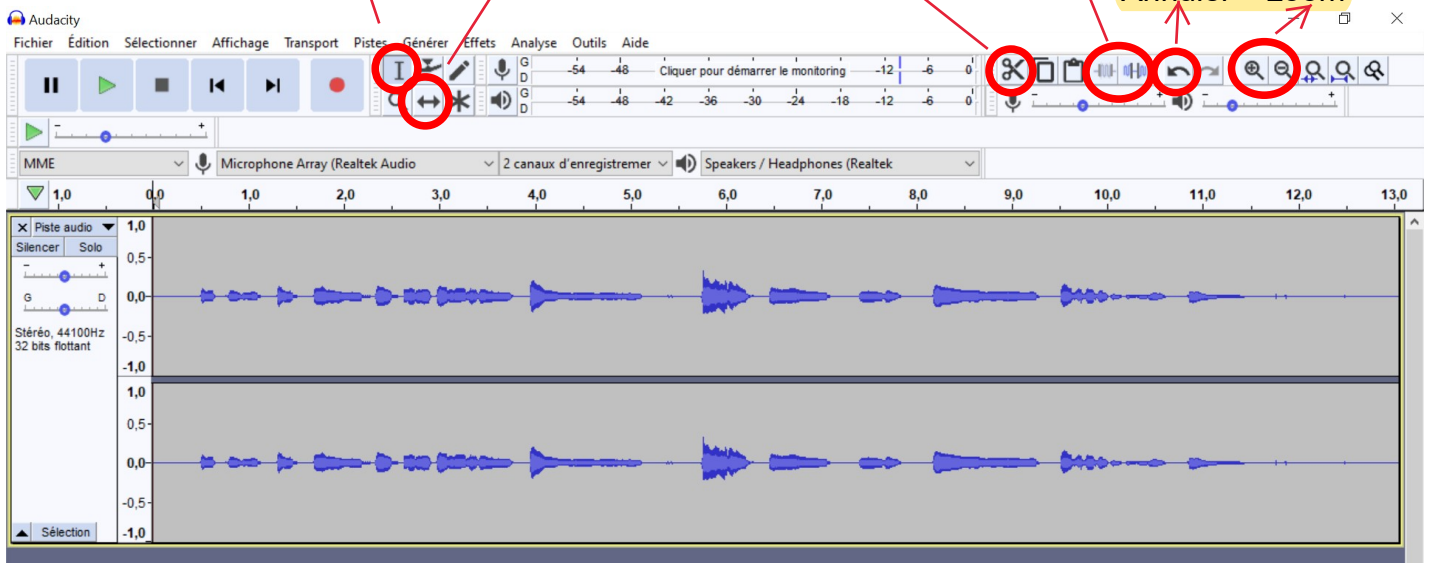 Annuler Zoom
Audacity
Fichier Édition Sélectionner Affichage Transport Pistes Générer Effets Analyse Outils Aide
G
D
-54 -48 Cliquer pour démarrer le monitoring -12 -6 0
G
D
-54 -48 -42 -36 -30 -24 -18 -12 -6 0
- +
- +
- +
MME Microphone Array (Realtek Audio 2 canaux d'enregistremer Speakers / Headphones (Realtek
1,0 0,0 1,0 2,0 3,0 4,0 5,0 6,0 7,0 8,0 9,0 10,0 11,0 12,0 13,0
X Piste audio
Silencer Solo
- +
G D
Stéréo, 44100Hz
32 bits flottant
1,0
0,5-
0,0-
-0,5-
-1,0
1,0
0,5-
0,0-
-0,5-
-1,0
Sélection